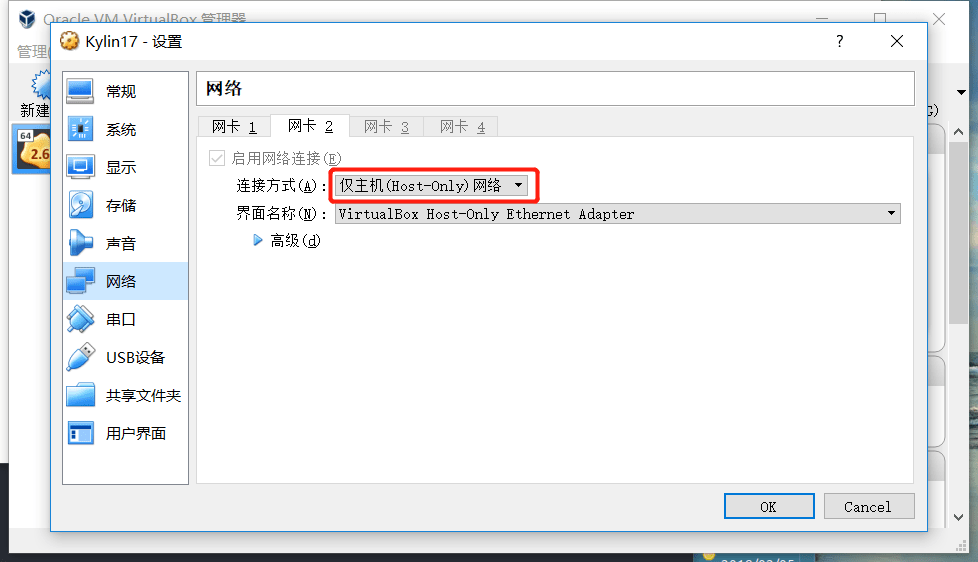 Oracle VM VirtualBox 管理器
Kylin17 - 设置
?
管理(
新建
64
2.6
G)
常规
系统
显示
存储
声音
网络
串口
USB设备
共享文件夹
用户界面
网络
网卡 1 网卡 2 网卡 3 网卡 4
启用网络连接(E)
连接方式(A): 仅主机(Host-Only)网络
界面名称(N): VirtualBox Host-Only Ethernet Adapter
高级(d)
OK Cancel